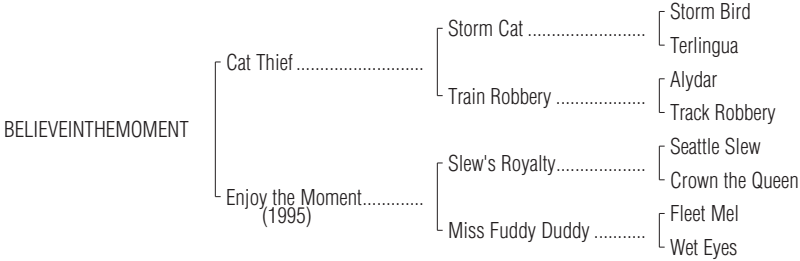 Storm Bird
Storm Cat ........................
Terlingua
Cat Thief ..........................
Alydar
Train Robbery ...................
Track Robbery
BELIEVEINTHEMOMENT
Seattle Slew
Slew's Royalty...................
Crown the Queen
Enjoy the Moment.............
(1995)
Fleet Mel
Miss Fuddy Duddy ...........
Wet Eyes